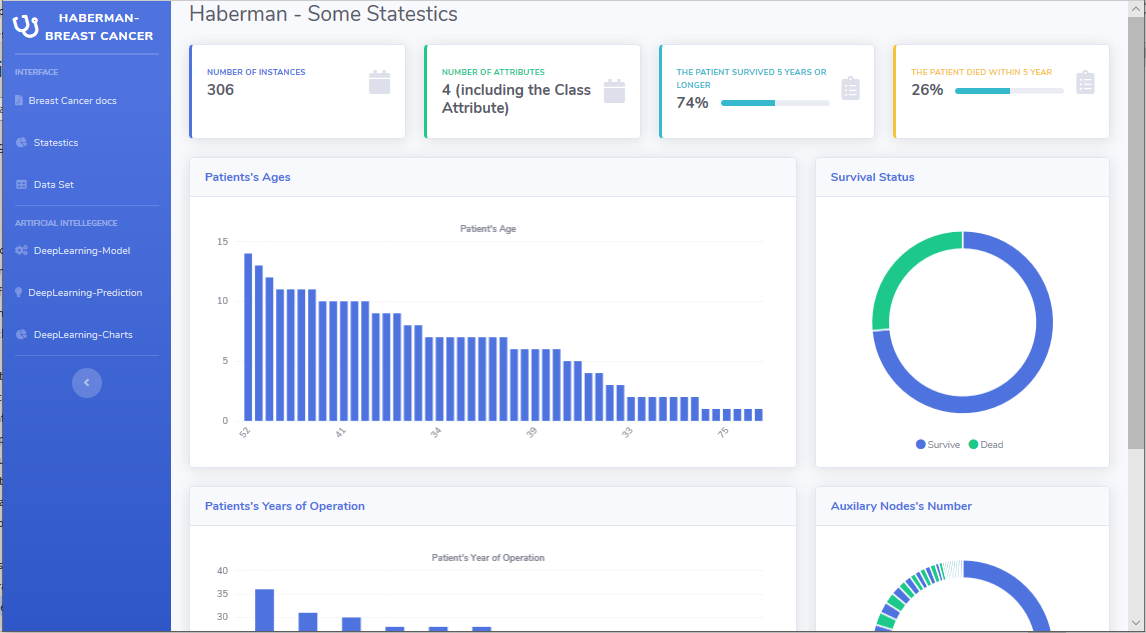 HABERMAN-
BREAST CANCER
INTERFACE
Breast Cancer docs
Statestics
Data Set
ARTIFICIAL INTELLEGENCE
DeepLearning-Model
DeepLearning-Prediction
DeepLearning-Charts
Haberman - Some Statestics
NUMBER OF INSTANCES
306
NUMBER OF ATTRIBUTES
4 (including the Class
Attribute)
THE PATIENT SURVIVED 5 YEARS OR
LONGER
74%
THE PATIENT DIED WITHIN 5 YEAR
26%
Patients's Ages
Patient's Age
15
10
5
0
52
41
34
39
33
75
Survival Status
Survive
Dead
Patients's Years of Operation
Patient's Year of Operation
40
35
30
Auxilary Nodes's Number